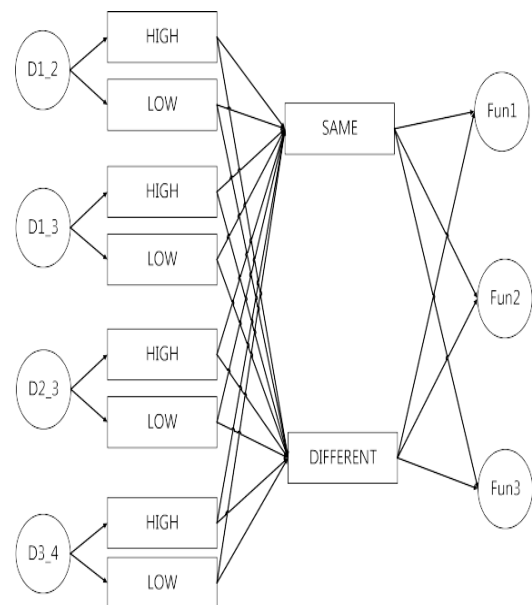 D1_2
HIGH
LOW
D1_3
HIGH
LOW
D2_3
HIGH
LOW
D3_4
HIGH
LOW
SAME
DIFFERENT
Fun1
Fun2
Fun3